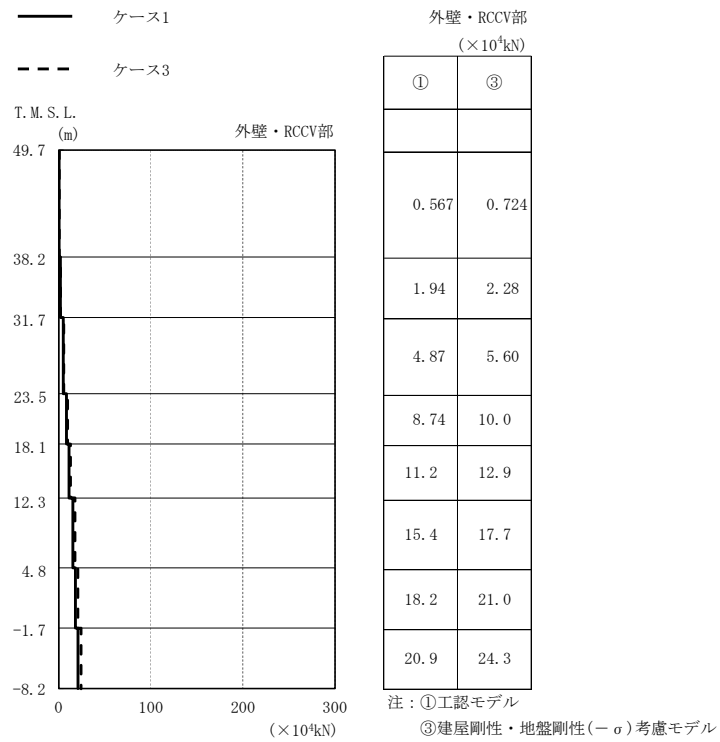 ケース1
ケース3
外壁・RCCV部
(×10⁴kN)
① ③
T.M.S.L.
(m)
外壁・RCCV部
49.7
0.567 0.724
38.2
1.94 2.28
31.7
4.87 5.60
23.5
8.74 10.0
18.1
11.2 12.9
12.3
15.4 17.7
4.8
18.2 21.0
-1.7
20.9 24.3
-8.2
0 100 200 300
(×10⁴kN)
注：①工認モデル
③建屋剛性・地盤剛性(－σ)考慮モデル